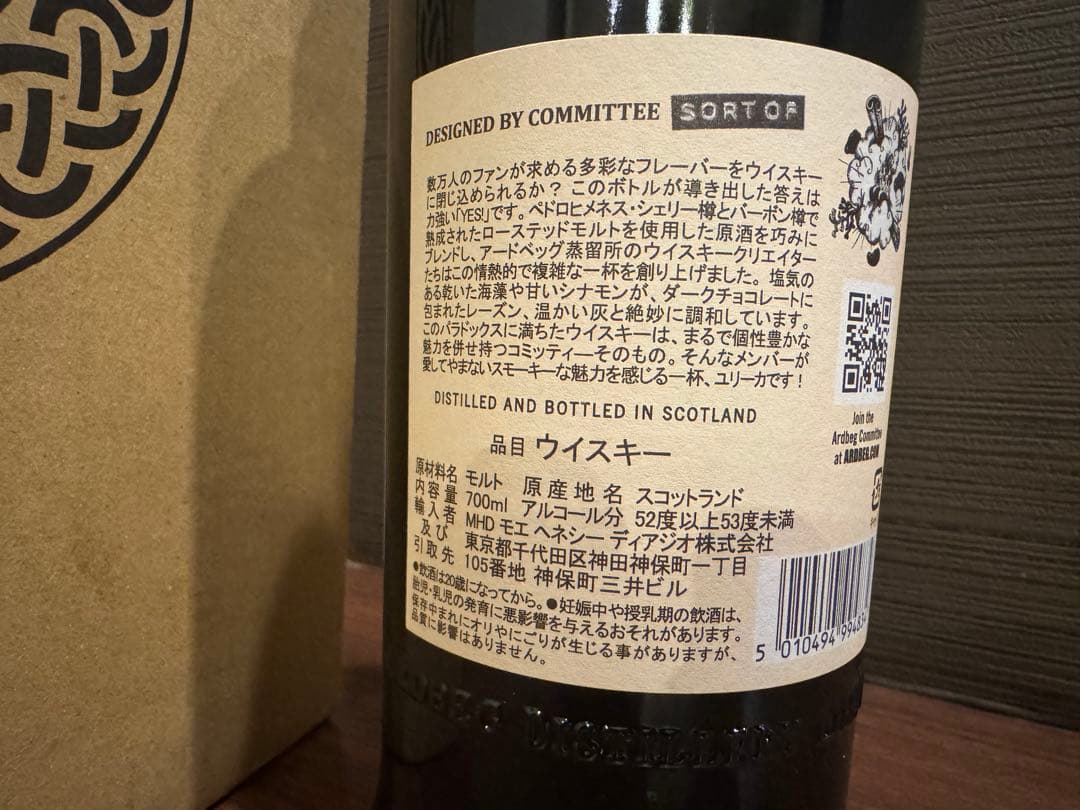 DESIGNED BY COMMITTEE SORT OF
数万人のファンが求める多彩なフレーバーをウイスキー
に閉じ込められるか？このボトルが導き出した答えは
力強い「YES!」です。ペドロヒメネス・シェリー樽とバーボン樽で
熟成されたローステッドモルトを使用した原酒を巧みに
ブレンドし、アードベッグ蒸留所のウイスキークリエイター
たちはこの情熱的で複雑な一杯を創り上げました。塩気の
ある乾いた海藻や甘いシナモンが、ダークチョコレートに
包まれたレーズン、温かい灰と絶妙に調和しています。
このパラドックスに満ちたウイスキーは、まるで個性豊かな
魅力を併せ持つコミッティーそのもの。そんなメンバーが
愛してやまないスモーキーな魅力を感じる一杯、ユリーカです！
DISTILLED AND BOTTLED IN SCOTLAND
Join the
Ardbeg Committee
at ARDBEG.COM
品目 ウイスキー
原材料名 モルト 原産地名 スコットランド
内容量 700ml アルコール分 52度以上53度未満
輸入者 MHD モエ ヘネシー ディアジオ株式会社
及び 東京都千代田区神田神保町一丁目
引取先 105番地 神保町三井ビル
●飲酒は20歳になってから。●妊娠中や授乳期の飲酒は、
胎児・乳児の発育に悪影響を与えるおそれがあります。
保存中まれにオリやにごりが生じる事がありますが、
品質に影響はありません。
5 010494
DISTILLERY